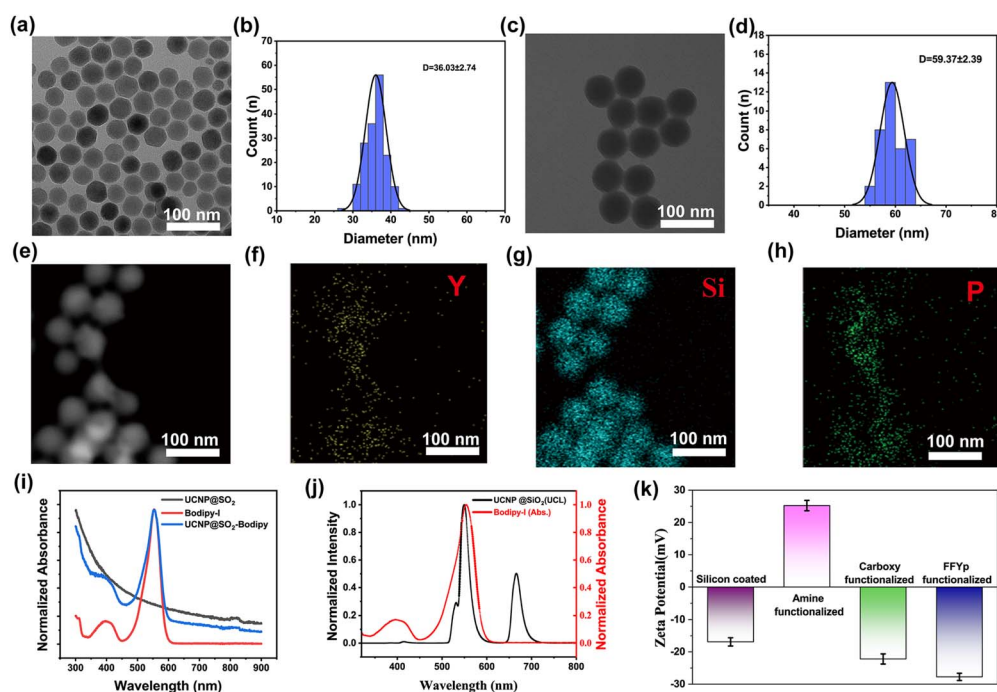 (a)
100 nm
(b)
Count (n)
60
50
40
30
20
10
0
D=36.03±2.74
10 20 30 40 50 60 70
Diameter (nm)
(c)
100 nm
(d)
Count (n)
18
16
14
12
10
8
6
4
2
0
D=59.37±2.39
40 50 60 70 80
Diameter (nm)
(e)
100 nm
(f)
Y
100 nm
(g)
Si
100 nm
(h)
P
100 nm
(i)
Normalized Absorbance
UCNP@SO2
Bodipy-I
UCNP@SO2-Bodipy
300 400 500 600 700 800 900
Wavelength (nm)
(j)
Normalized Intensity
1.0
0.8
0.6
0.4
0.2
0.0
UCNP @SiO2(UCL)
Bodipy-I (Abs.)
400 500 600 700 800
Wavelength (nm)
1.0
0.8
0.6
0.4
0.2
0.0
Normalized Absorbance
(k)
Zeta Potential(mV)
30
20
10
0
-10
-20
-30
Silicon coated
Amine
functionalized
Carboxy
functionalized
FFYp
functionalized